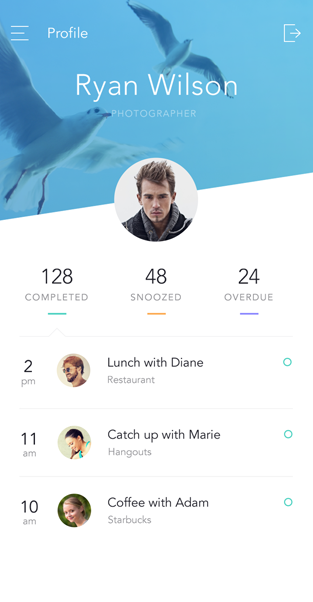 Profile
Ryan Wilson
PHOTOGRAPHER
128 48 24
COMPLETED SNOOZED OVERDUE
2 pm
Lunch with Diane
Restaurant
11 am
Catch up with Marie
Hangouts
10 am
Coffee with Adam
Starbucks